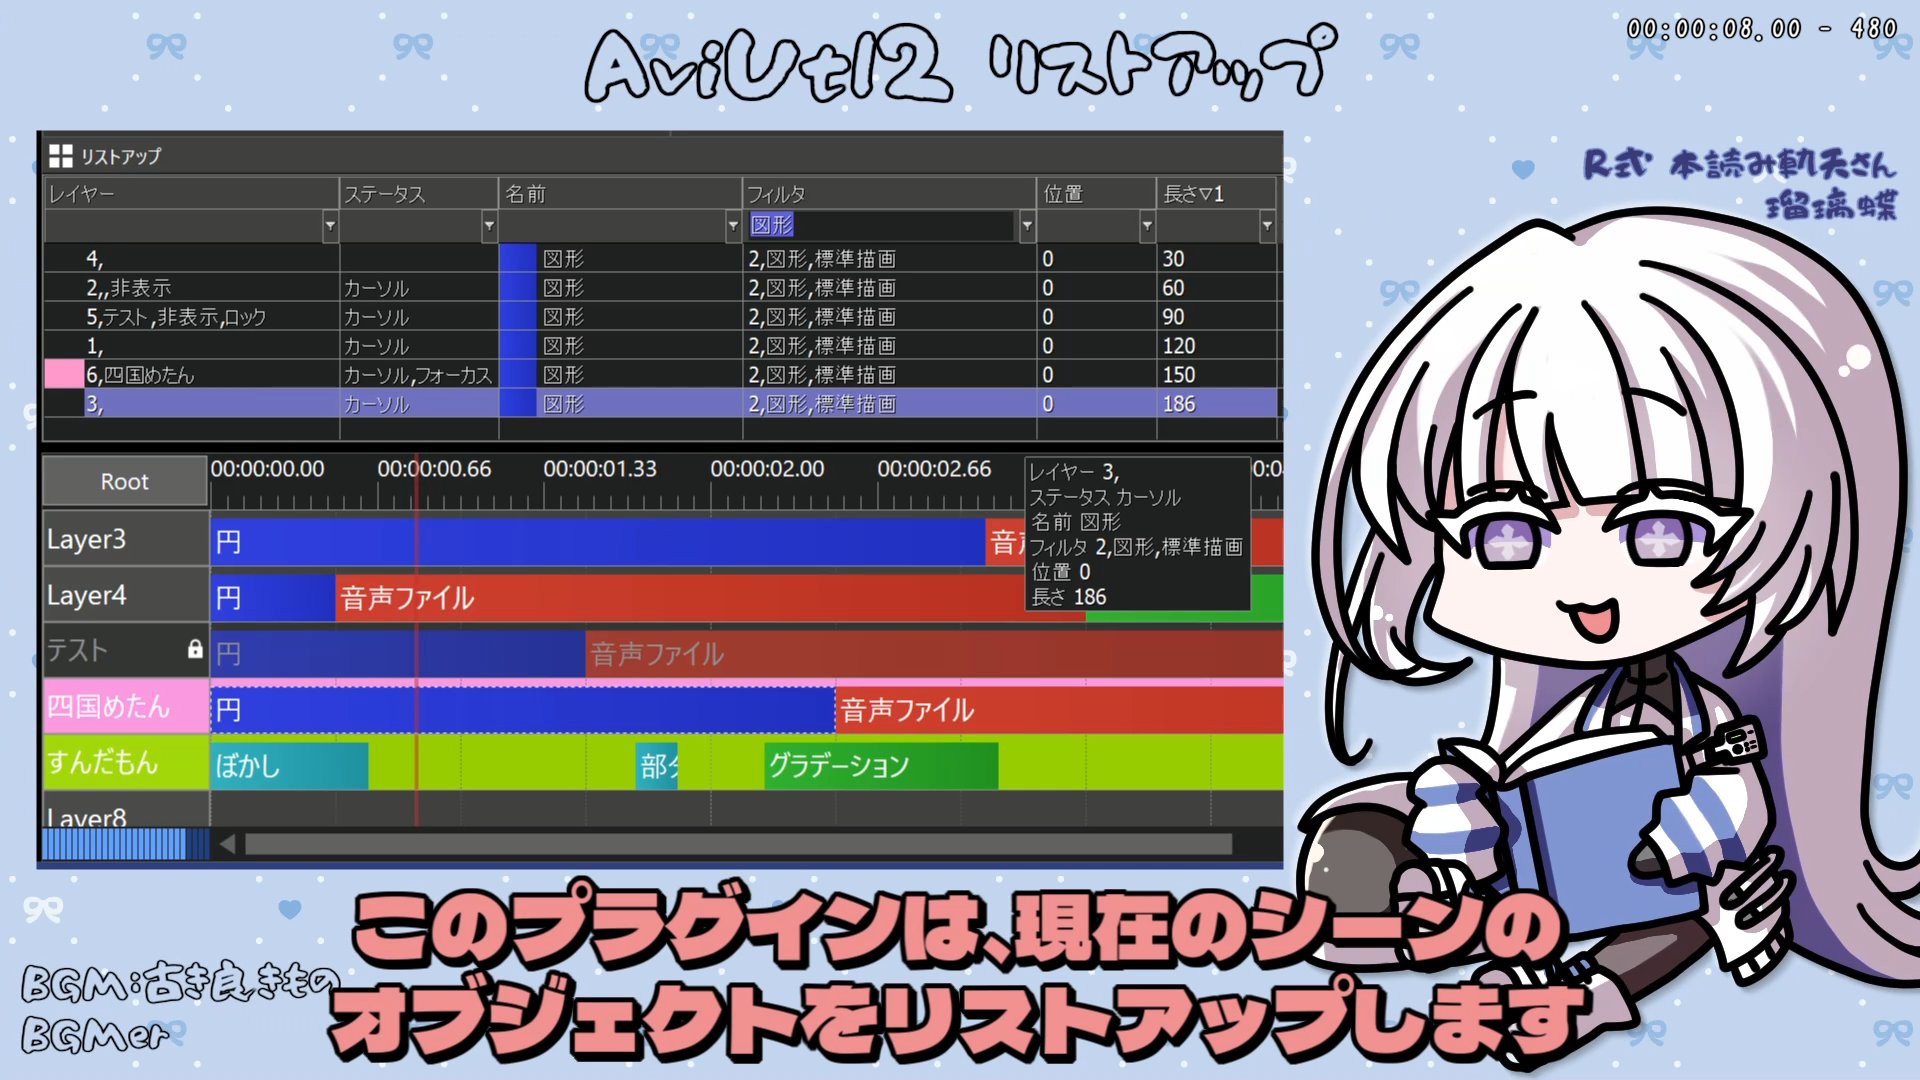 00:00:08.00 - 480
AviUtl2 リストアップ
R式 本読み軌天さん
瑠璃蝶
リストアップ
レイヤー ステータス 名前 フィルタ 位置 長さ▽1
図形
4, 図形 2,図形,標準描画 0 30
2,,非表示 カーソル 図形 2,図形,標準描画 0 60
5,テスト,非表示,ロック カーソル 図形 2,図形,標準描画 0 90
1, カーソル 図形 2,図形,標準描画 0 120
6,四国めたん カーソル,フォーカス 図形 2,図形,標準描画 0 150
3, カーソル 図形 2,図形,標準描画 0 186
Root 00:00:00.00 00:00:00.66 00:00:01.33 00:00:02.00 00:00:02.66 00:0
レイヤー 3,
ステータス カーソル
名前 図形
フィルタ 2,図形,標準描画
位置 0
長さ 186
Layer3 円 音
Layer4 円 音声ファイル
テスト 円 音声ファイル
四国めたん 円 音声ファイル
ずんだもん ぼかし 部分 グラデーション
Layer8
このプラグインは、現在のシーンの
オブジェクトをリストアップします
BGM:古き良きもの
BGMer